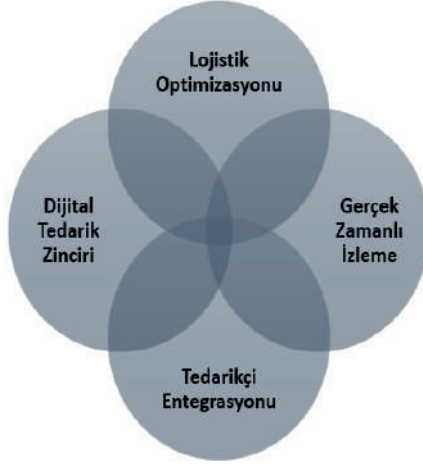 Lojistik
Optimizasyonu
Dijital
Tedarik
Zinciri
Gerçek
Zamanlı
İzleme
Tedarikçi
Entegrasyonu